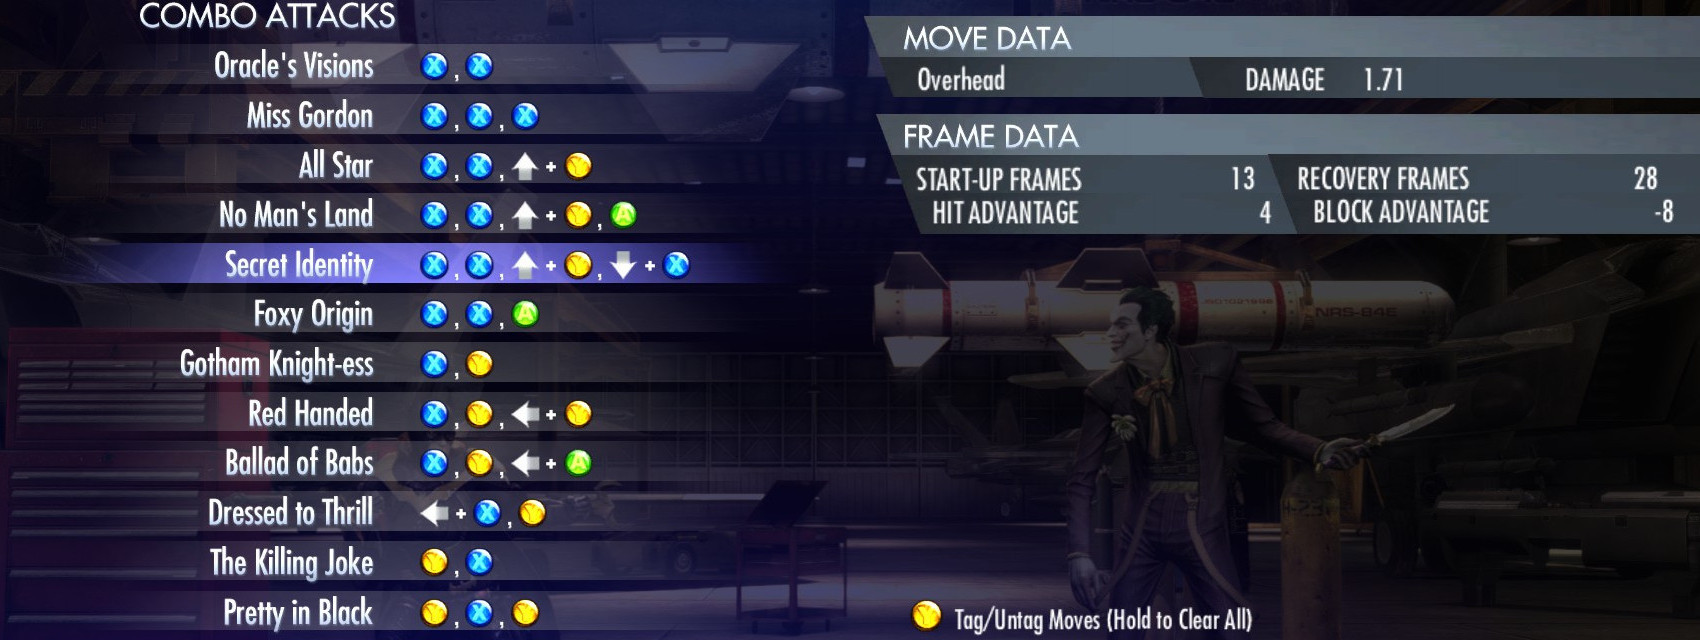 COMBO ATTACKS
Oracle's Visions X , X
Miss Gordon X , X , X
All Star X , X , ⬆ + Y
No Man's Land X , X , ⬆ + Y , A
Secret Identity X , X , ⬆ + Y , ⬇ + X
Foxy Origin X , X , A
Gotham Knight-ess X , Y
Red Handed X , Y , ⬅ + Y
Ballad of Babs X , Y , ⬅ + A
Dressed to Thrill ⬅ + X , Y
The Killing Joke Y , X
Pretty in Black Y , X , Y
MOVE DATA
Overhead DAMAGE 1.71
FRAME DATA
START-UP FRAMES 13 RECOVERY FRAMES 28
HIT ADVANTAGE 4 BLOCK ADVANTAGE -8
NRS-84E
Y Tag/Untag Moves (Hold to Clear All)